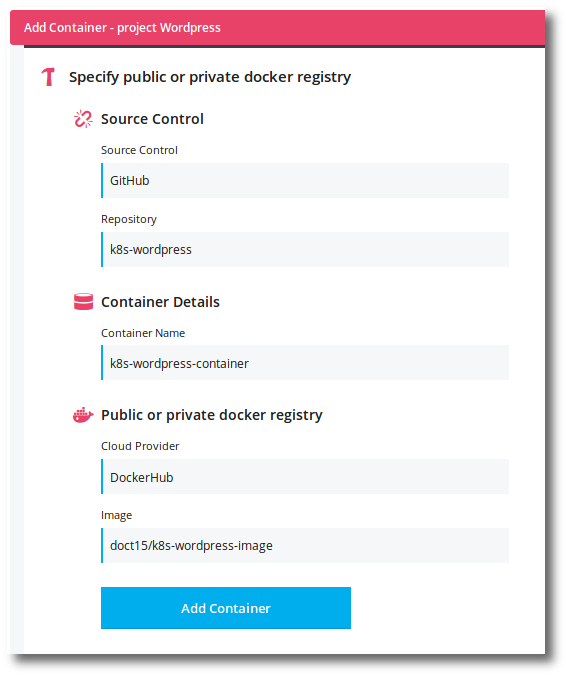 Add Container - project Wordpress
Specify public or private docker registry
Source Control
Source Control
GitHub
Repository
k8s-wordpress
Container Details
Container Name
k8s-wordpress-container
Public or private docker registry
Cloud Provider
DockerHub
Image
doct15/k8s-wordpress-image
Add Container